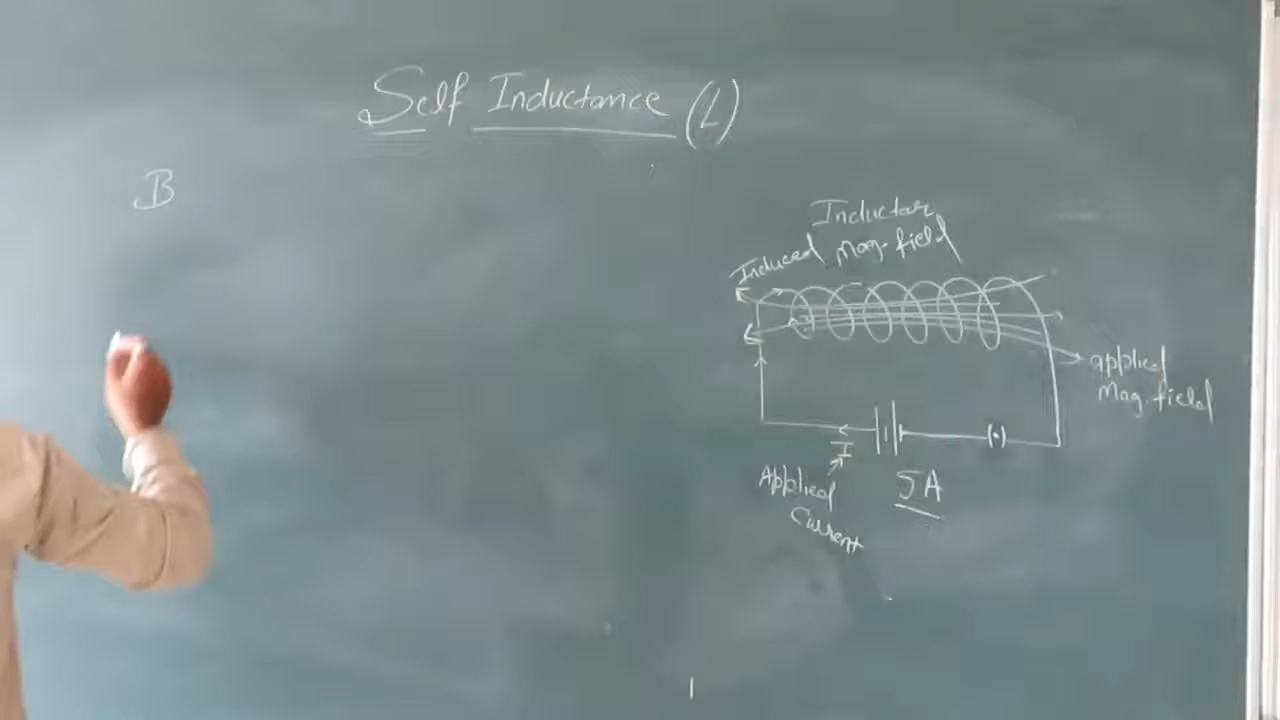 Self Inductance (L)
B
Inductor
Induced Mag. field
applied
Mag. field
I
Applied
Current
5A